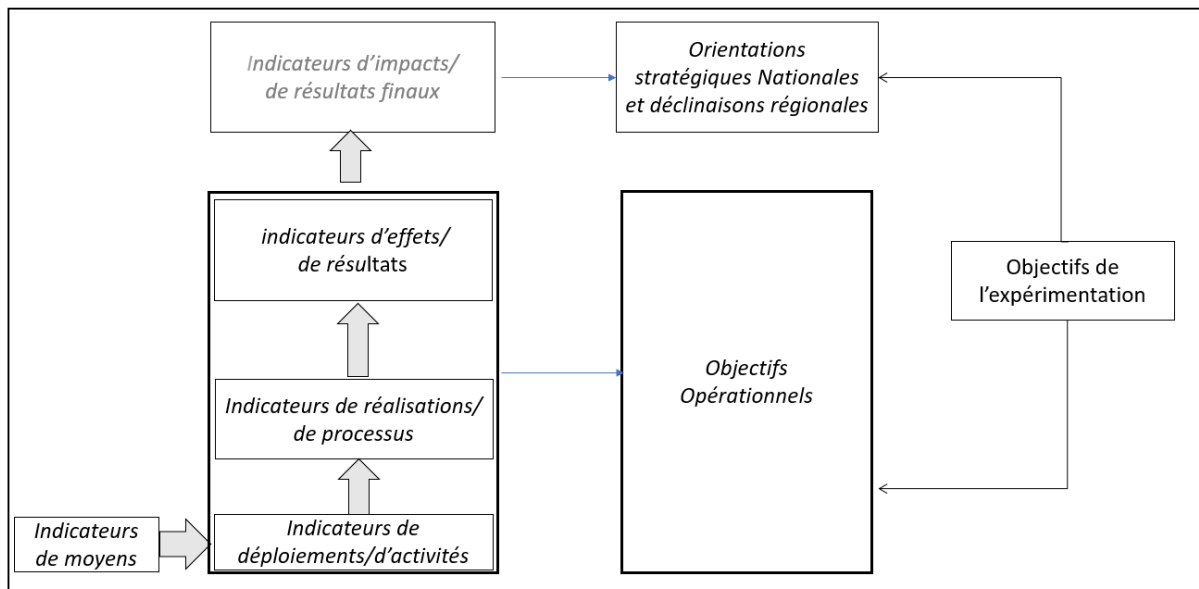 Indicateurs d’impacts/
de résultats finaux
Orientations
stratégiques Nationales
et déclinaisons régionales
indicateurs d’effets/
de résultats
Objectifs de
l’expérimentation
Objectifs
Opérationnels
Indicateurs de réalisations/
de processus
Indicateurs
de moyens
Indicateurs de
déploiements/d’activités